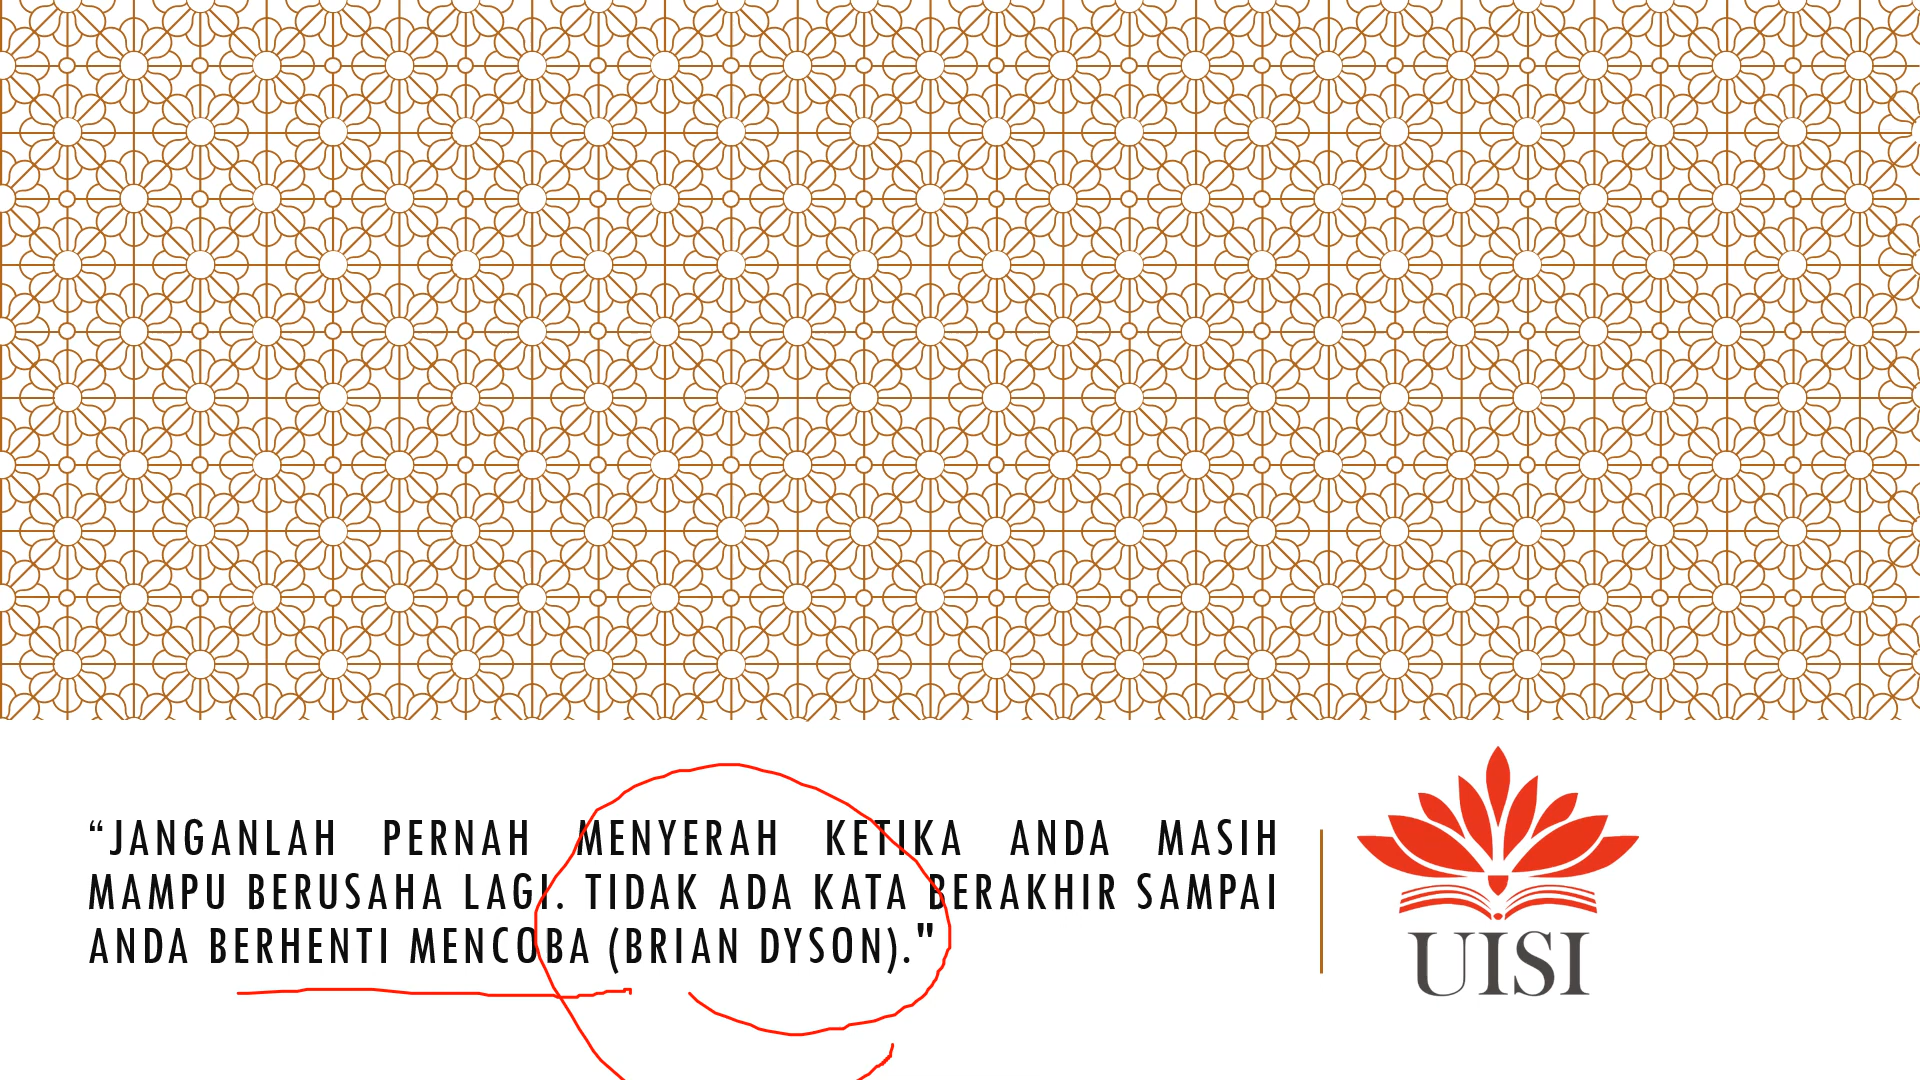 “JANGANLAH PERNAH MENYERAH KETIKA ANDA MASIH
MAMPU BERUSAHA LAGI. TIDAK ADA KATA BERAKHIR SAMPAI
ANDA BERHENTI MENCOBA (BRIAN DYSON)."
UISI